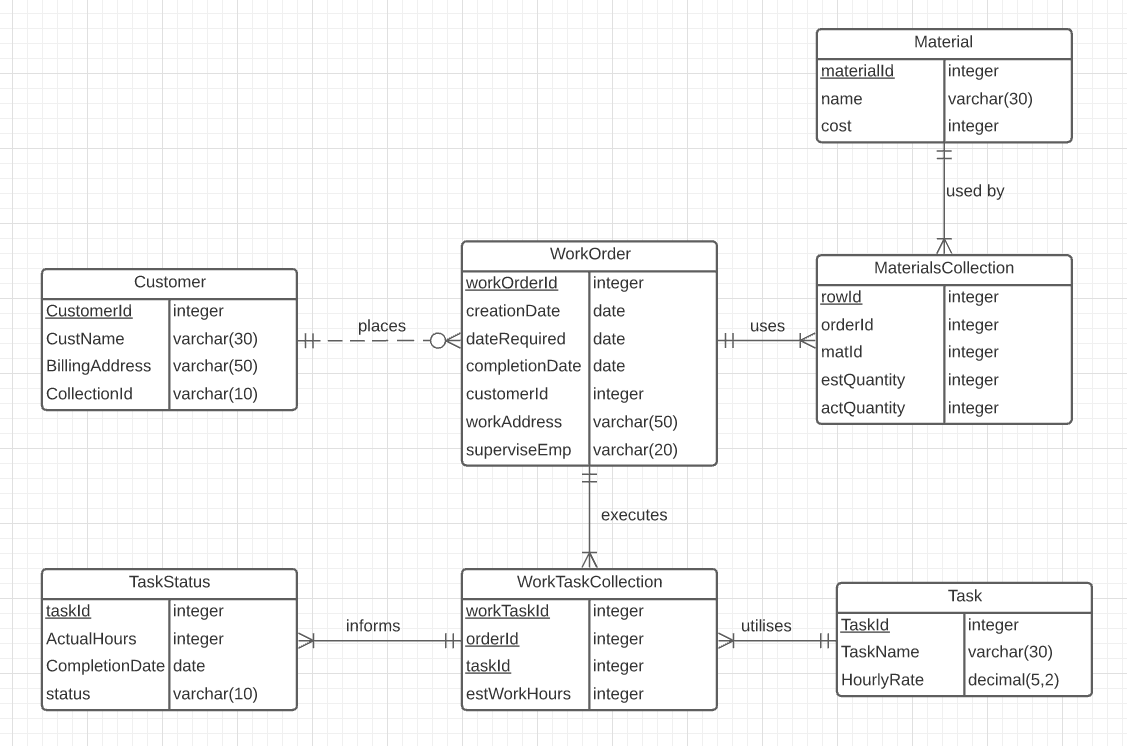 Material
materialId integer
name varchar(30)
cost integer
used by
WorkOrder
workOrderId integer
creationDate date
dateRequired date
completionDate date
customerId integer
workAddress varchar(50)
superviseEmp varchar(20)
Customer
CustomerId integer
CustName varchar(30)
BillingAddress varchar(50)
CollectionId varchar(10)
places
uses
MaterialsCollection
rowId integer
orderId integer
matId integer
estQuantity integer
actQuantity integer
executes
TaskStatus
taskId integer
ActualHours integer
CompletionDate date
status varchar(10)
informs
WorkTaskCollection
workTaskId integer
orderId integer
taskId integer
estWorkHours integer
utilises
Task
TaskId integer
TaskName varchar(30)
HourlyRate decimal(5,2)